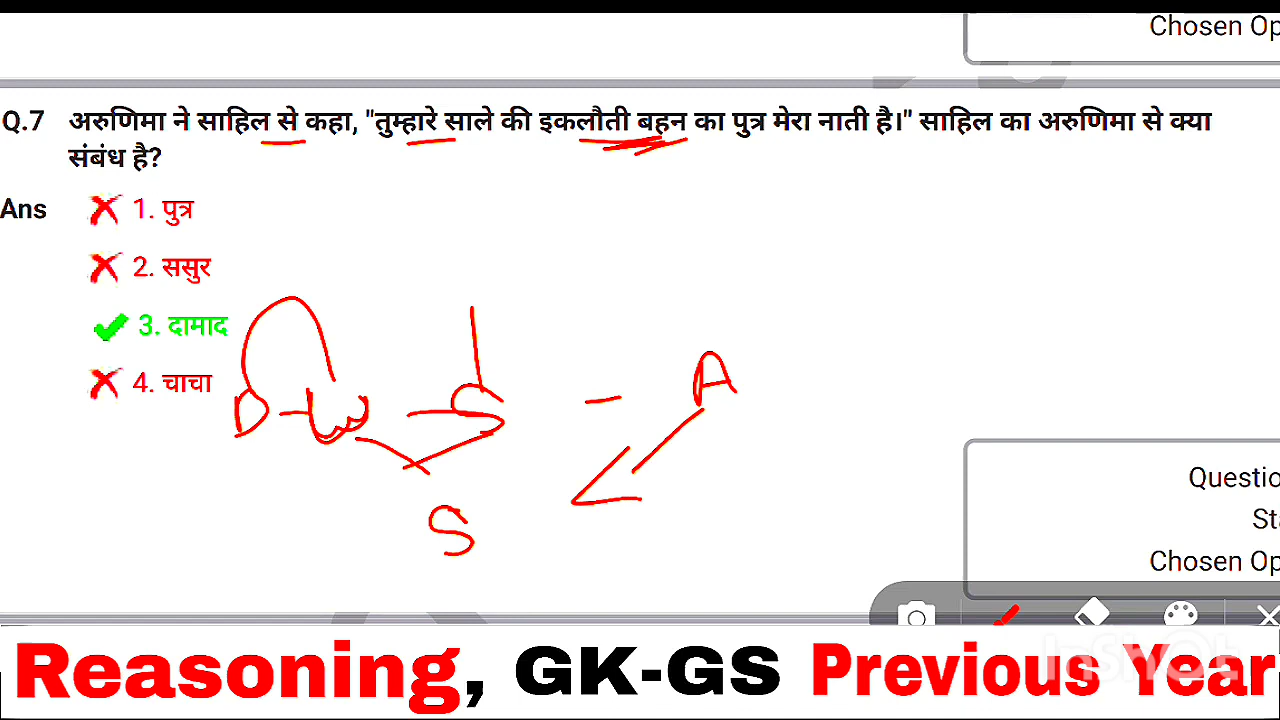 Chosen Op
Q.7 अरुणिमा ने साहिल से कहा, "तुम्हारे साले की इकलौती बहन का पुत्र मेरा नाती है।" साहिल का अरुणिमा से क्या
संबंध है?
Ans 1. पुत्र
2. ससुर
3. दामाद
4. चाचा
A
D
S
Questio
Sta
Chosen Op
InShOt
Reasoning, GK-GS Previous Year